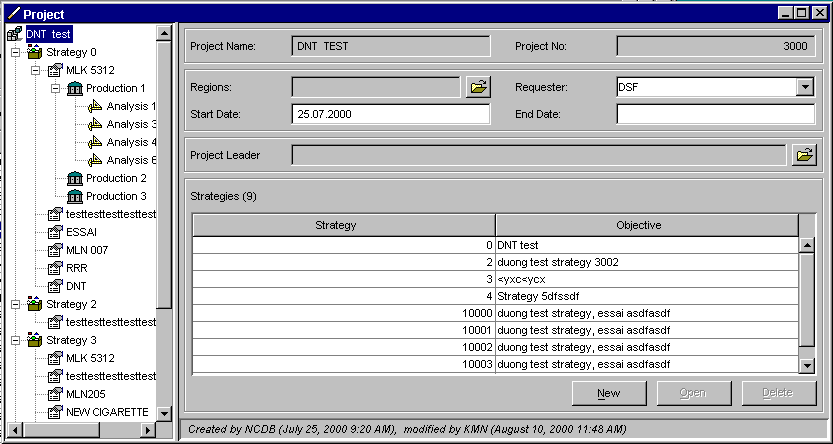 Project
DNT test
Strategy 0
MLK 5312
Production 1
Analysis 1
Analysis 3
Analysis 4
Analysis 6
Production 2
Production 3
testtesttesttesttest
ESSAI
MLN 007
RRR
DNT
Strategy 2
testtesttesttesttest
Strategy 3
MLK 5312
testtesttesttesttest
MLN205
NEW CIGARETTE
Project Name: DNT TEST Project No: 3000
Regions: Requester: DSF
Start Date: 25.07.2000 End Date:
Project Leader
Strategies (9)
Strategy Objective
0 DNT test
2 duong test strategy 3002
3 <yxc<ycx
4 Strategy 5dfssdf
10000 duong test strategy, essai asdfasdf
10001 duong test strategy, essai asdfasdf
10002 duong test strategy, essai asdfasdf
10003 duong test strategy, essai asdfasdf
New Open Delete
Created by NCDB (July 25, 2000 9:20 AM), modified by KMN (August 10, 2000 11:48 AM)